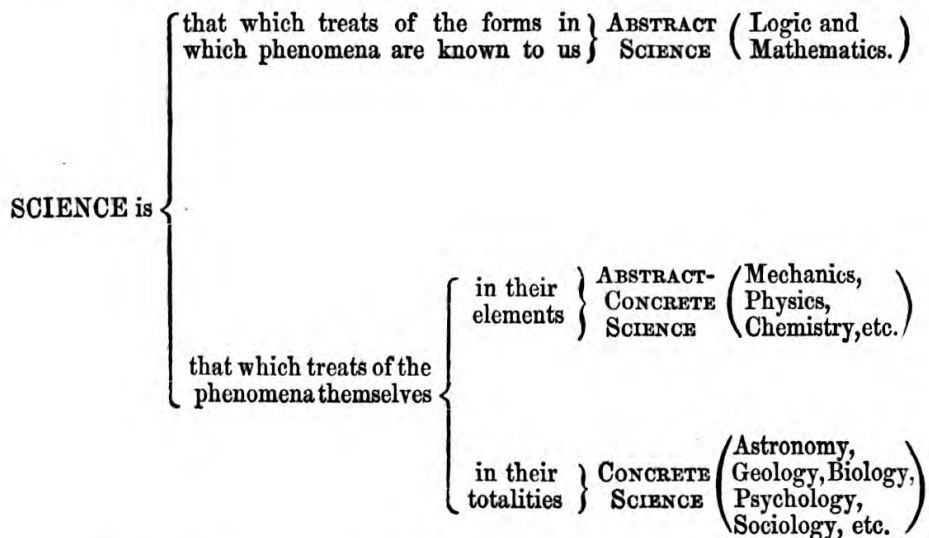 that which treats of the forms in } ABSTRACT ( Logic and
which phenomena are known to us } SCIENCE ( Mathematics. )
SCIENCE is
in their } ABSTRACT- ( Mechanics,
elements } CONCRETE ( Physics,
SCIENCE ( Chemistry, etc. )
that which treats of the
phenomena themselves
in their } CONCRETE ( Astronomy,
totalities } SCIENCE ( Geology, Biology,
Psychology,
Sociology, etc. )